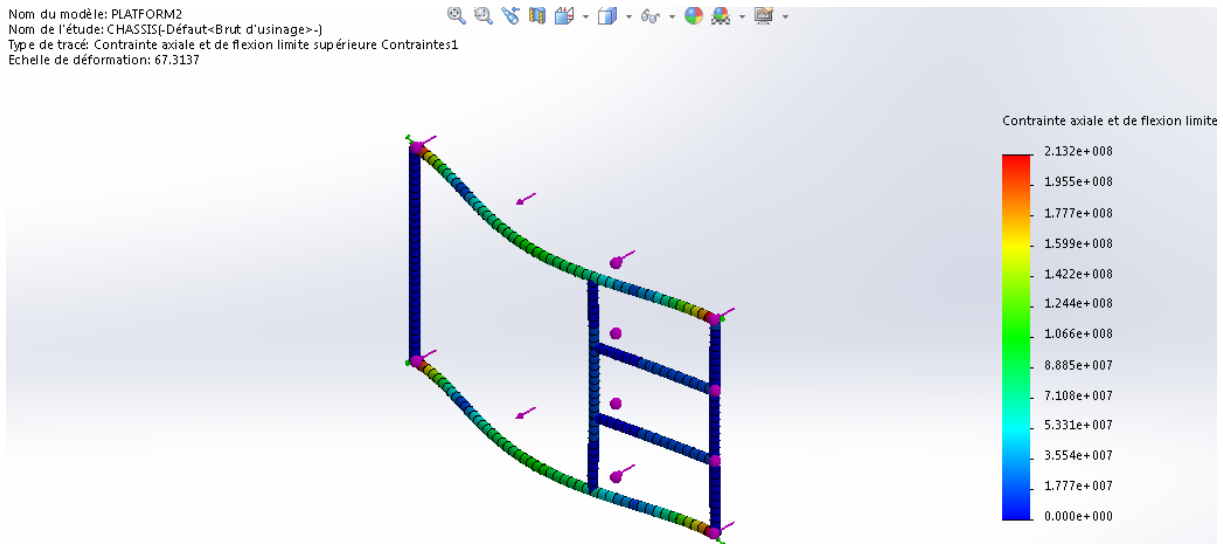 Nom du modèle: PLATFORM2
Nom de l'étude: CHASSIS(-Défaut<Brut d'usinage>-)
Type de tracé: Contrainte axiale et de flexion limite supérieure Contraintes1
Echelle de déformation: 67.3137
Contrainte axiale et de flexion limite
2.132e+008
1.955e+008
1.777e+008
1.599e+008
1.422e+008
1.244e+008
1.066e+008
8.885e+007
7.108e+007
5.331e+007
3.554e+007
1.777e+007
0.000e+000